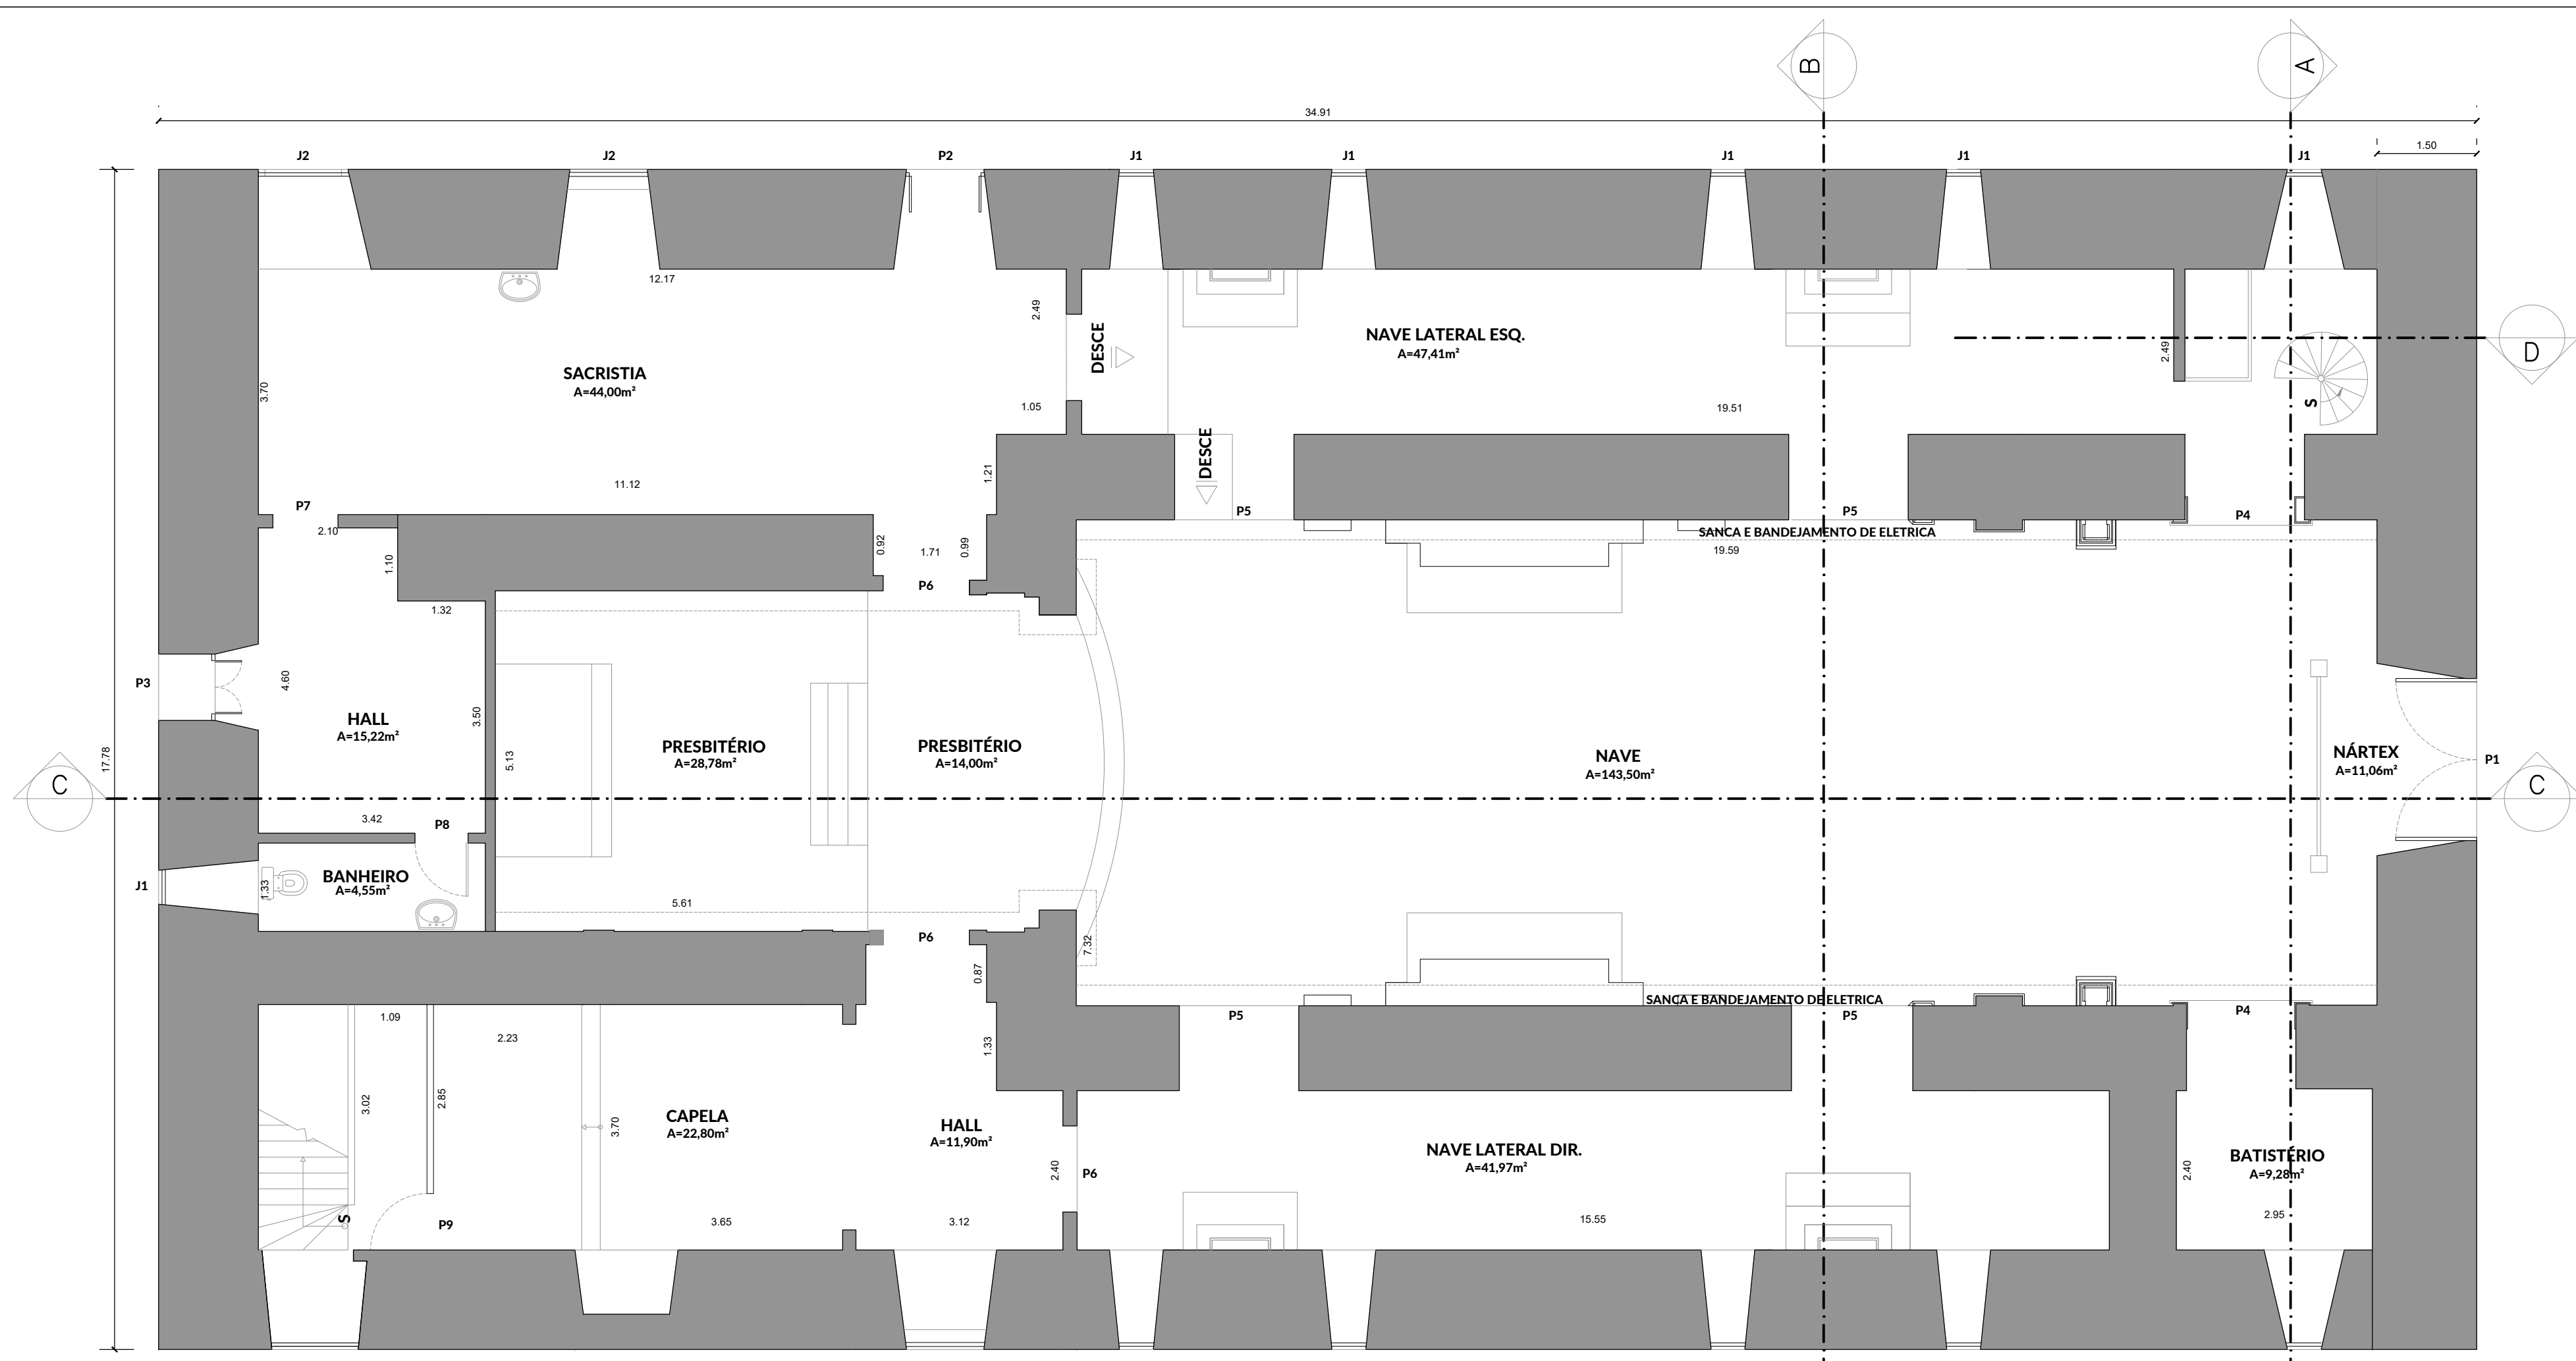 B
A
34.91
1.50
J2
J2
P2
J1
J1
J1
J1
J1
12.17
2.49
DESCE
NAVE LATERAL ESQ.
A=47,41m²
2.49
D
SACRISTIA
A=44,00m²
3.70
1.05
19.51
S
DESCE
1.21
11.12
P7
2.10
P5
P5
P4
SANCA E BANDEJAMENTO DE ELETRICA
19.59
0.92
1.71
0.99
1.10
P6
1.32
P3
4.60
3.50
HALL
A=15,22m²
PRESBITÉRIO
A=28,78m²
5.13
PRESBITÉRIO
A=14,00m²
NAVE
A=143,50m²
NÁRTEX
A=11,06m²
P1
17.78
C
C
3.42
P8
J1
1.33
BANHEIRO
A=4,55m²
5.61
P6
7.32
0.87
SANCA E BANDEJAMENTO DE ELETRICA
P5
P5
P4
1.09
2.23
1.33
3.02
2.85
3.70
CAPELA
A=22,80m²
HALL
A=11,90m²
2.40
P6
NAVE LATERAL DIR.
A=41,97m²
2.40
BATISTÉRIO
A=9,28m²
S
P9
3.65
3.12
15.55
2.95